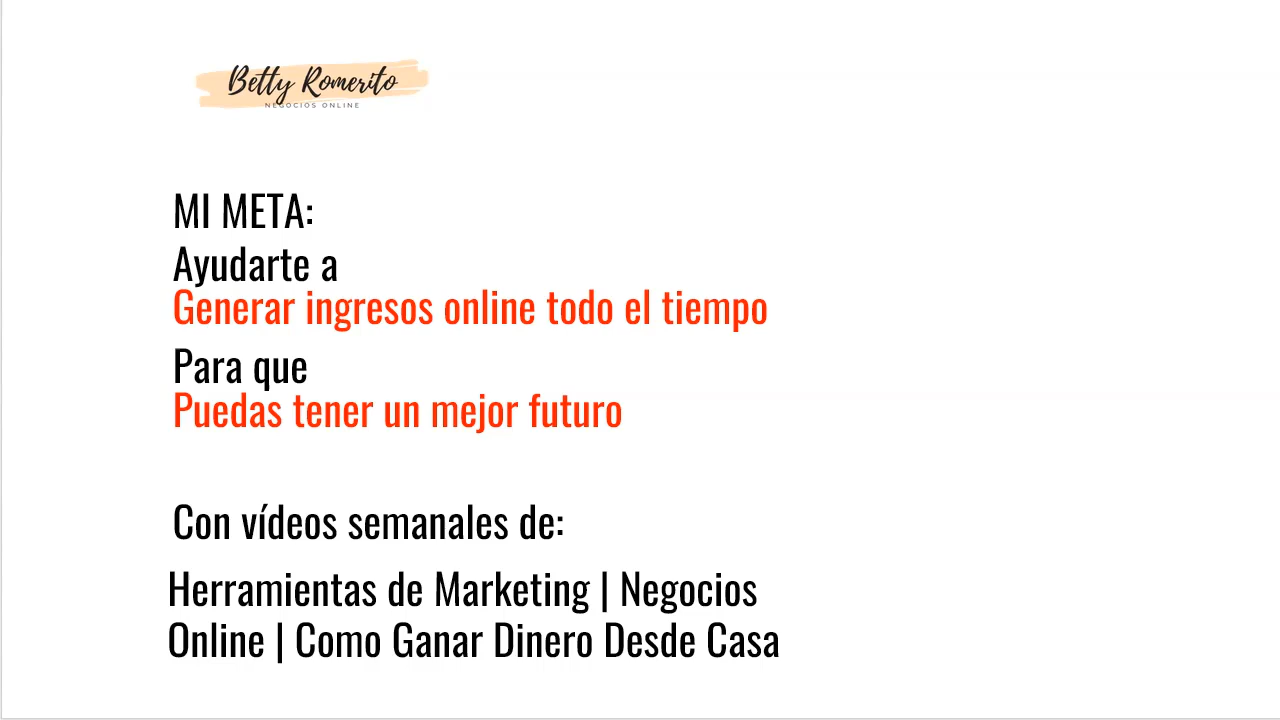 Betty Romerito
NEGOCIOS ONLINE
MI META:
Ayudarte a
Generar ingresos online todo el tiempo
Para que
Puedas tener un mejor futuro
Con vídeos semanales de:
Herramientas de Marketing | Negocios
Online | Como Ganar Dinero Desde Casa